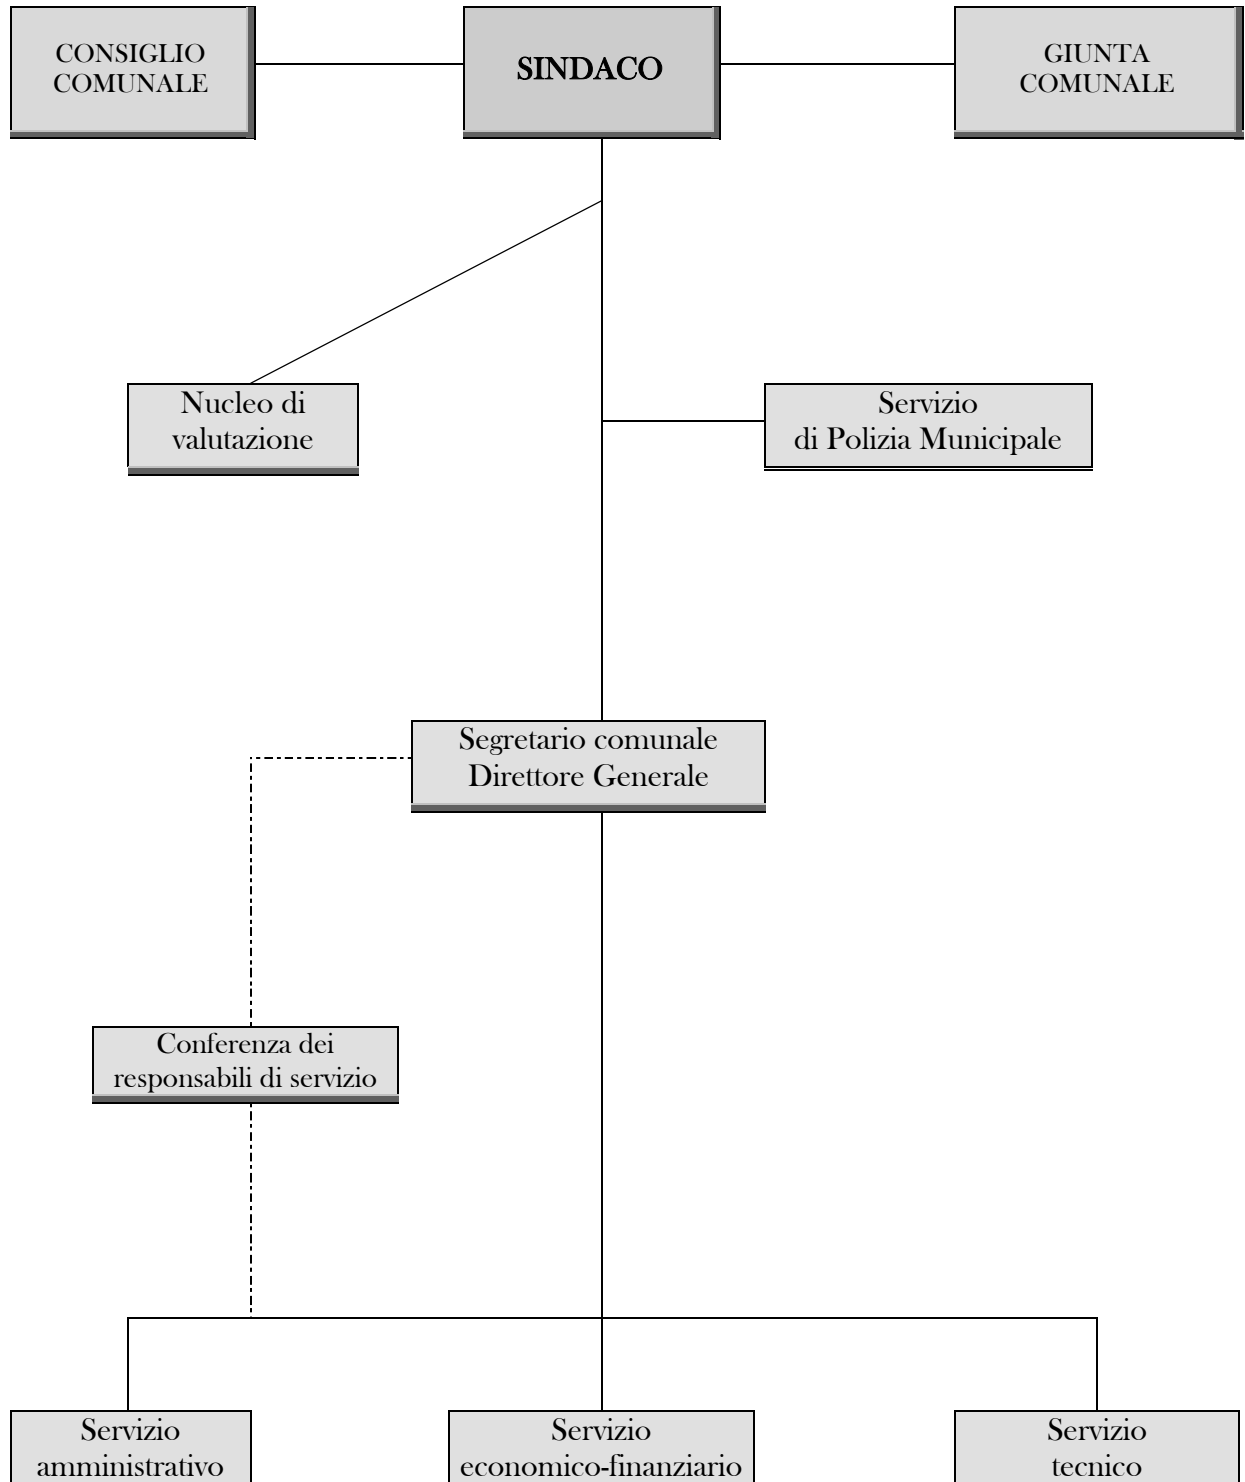 CONSIGLIO
COMUNALE
SINDACO
GIUNTA
COMUNALE
Nucleo di
valutazione
Servizio
di Polizia Municipale
Segretario comunale
Direttore Generale
Conferenza dei
responsabili di servizio
Servizio
amministrativo
Servizio
economico-finanziario
Servizio
tecnico